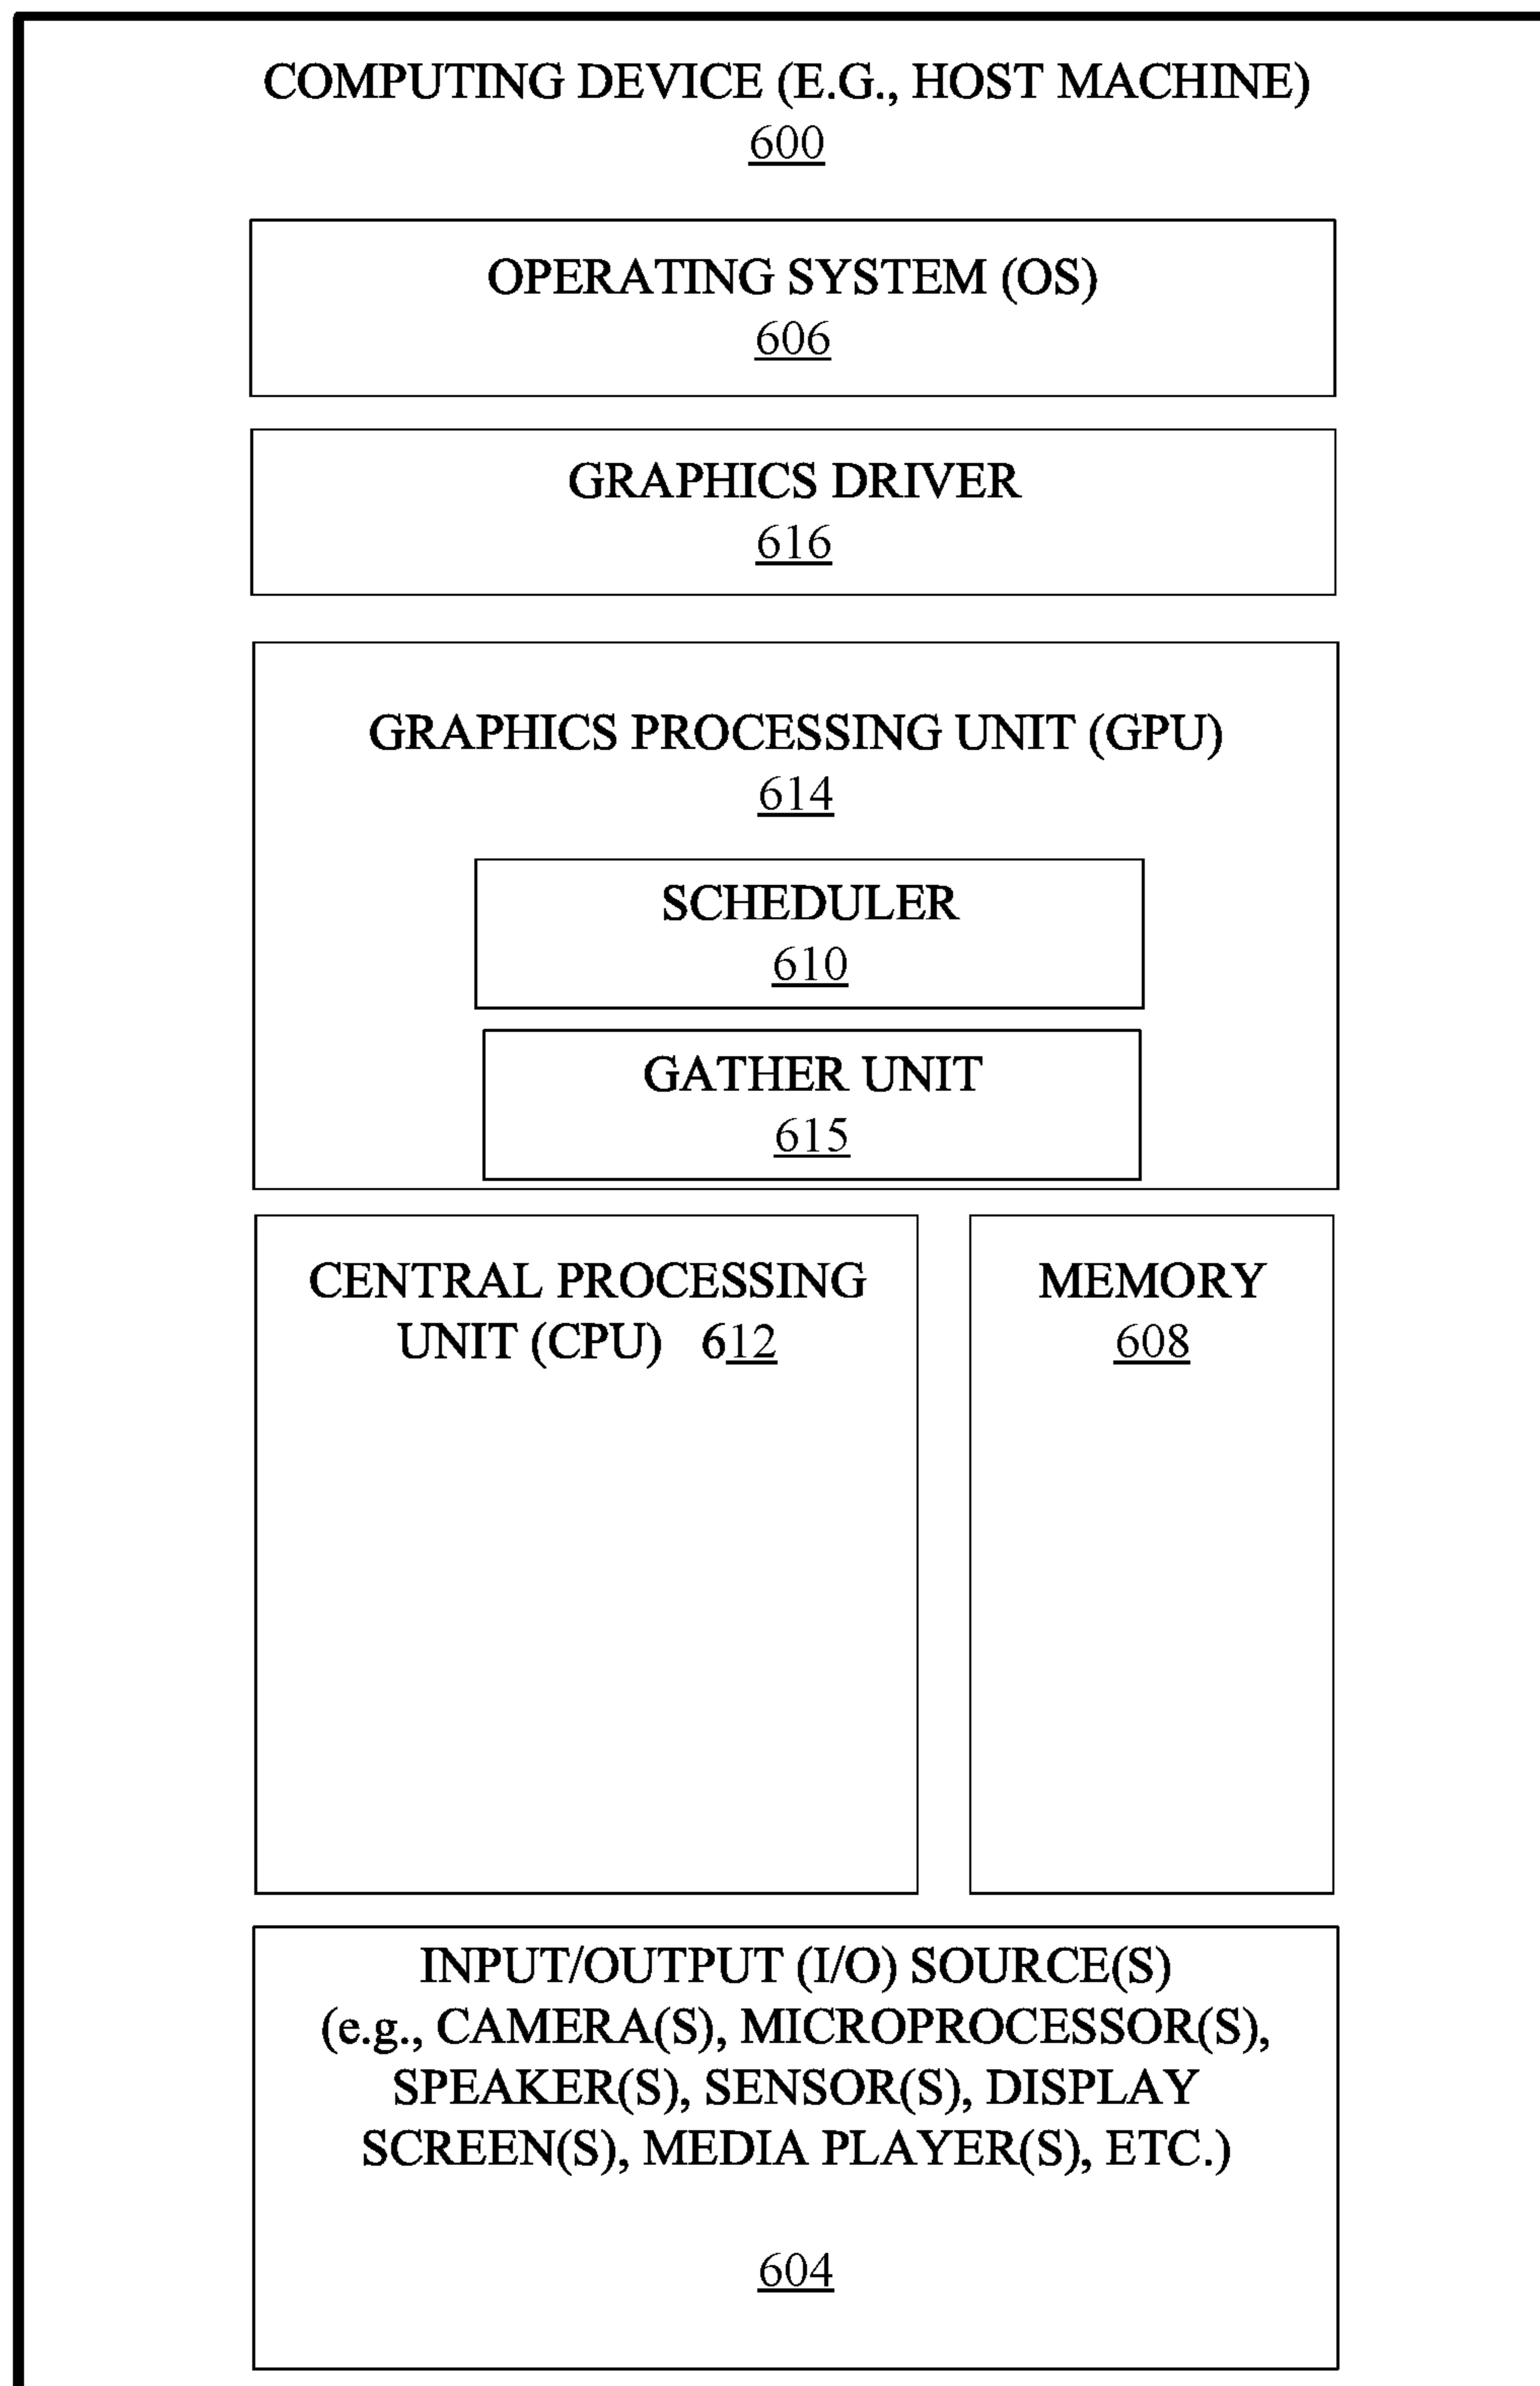 COMPUTING DEVICE (E.G., HOST MACHINE)
600
OPERATING SYSTEM (OS)
606
GRAPHICS DRIVER
616
GRAPHICS PROCESSING UNIT (GPU)
614
SCHEDULER
610
GATHER UNIT
615
CENTRAL PROCESSING
UNIT (CPU) 612
MEMORY
608
INPUT/OUTPUT (I/O) SOURCE(S)
(e.g., CAMERA(S), MICROPROCESSOR(S),
SPEAKER(S), SENSOR(S), DISPLAY
SCREEN(S), MEDIA PLAYER(S), ETC.)
604